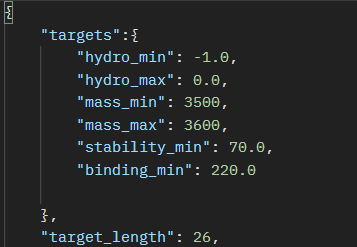 {
"targets":{
"hydro_min": -1.0,
"hydro_max": 0.0,
"mass_min": 3500,
"mass_max": 3600,
"stability_min": 70.0,
"binding_min": 220.0
},
"target_length": 26,